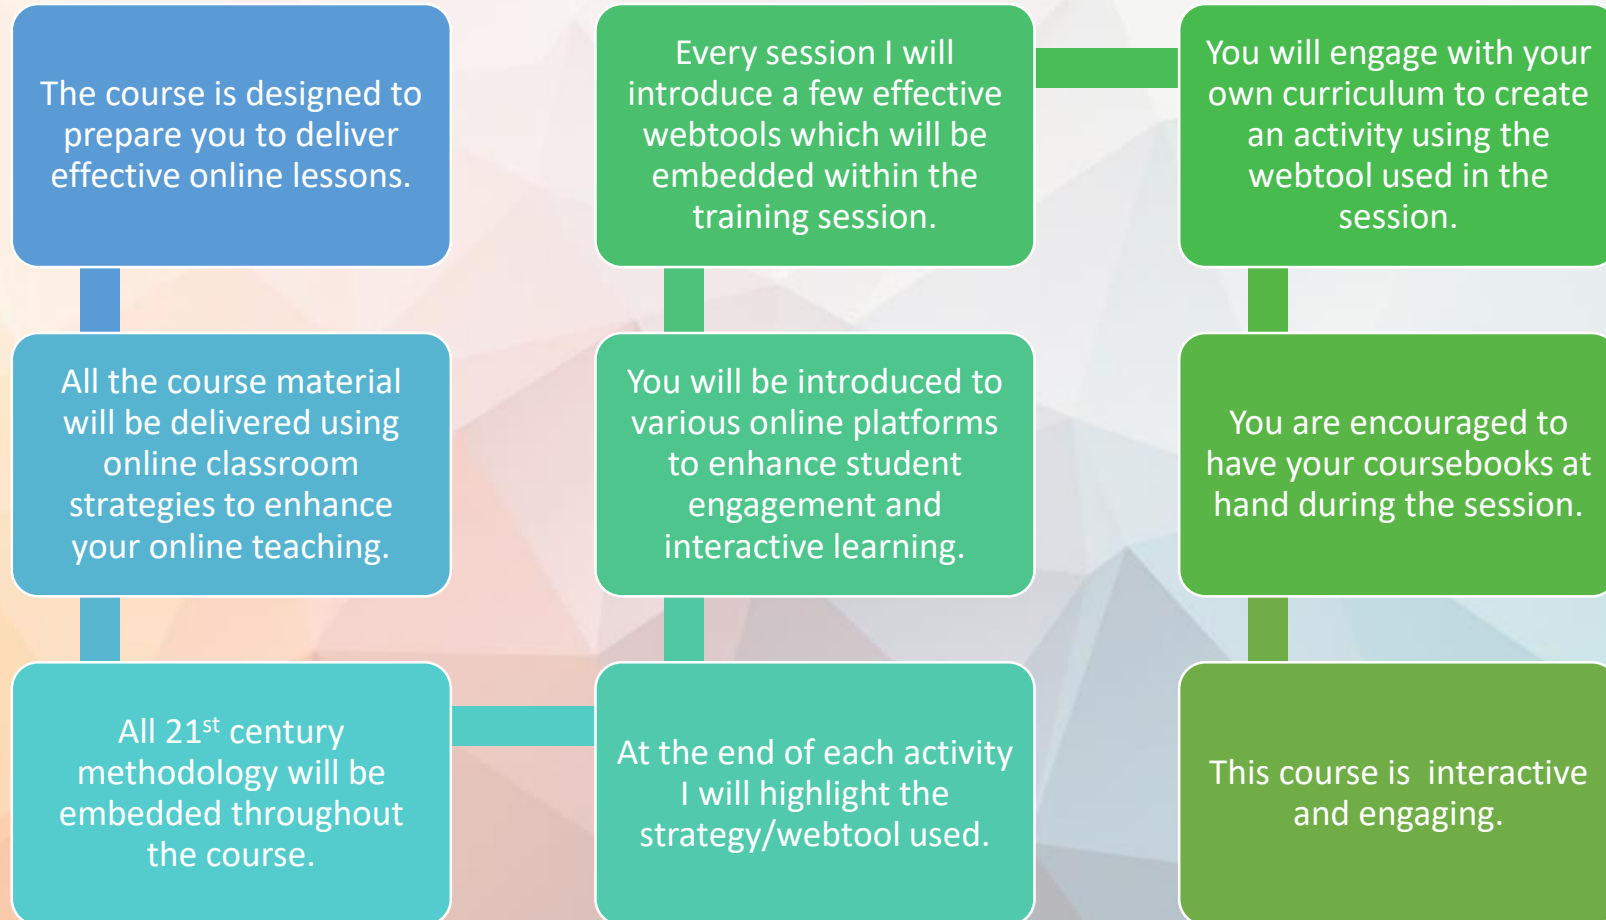 The course is designed to
prepare you to deliver
effective online lessons.
All the course material
will be delivered using
online classroom
strategies to enhance
your online teaching.
All 21st century
methodology will be
embedded throughout
the course.
At the end of each activity
I will highlight the
strategy/webtool used.
You will be introduced to
various online platforms
to enhance student
engagement and
interactive learning.
Every session I will
introduce a few effective
webtools which will be
embedded within the
training session.
You will engage with your
own curriculum to create
an activity using the
webtool used in the
session.
You are encouraged to
have your coursebooks at
hand during the session.
This course is  interactive
and engaging.